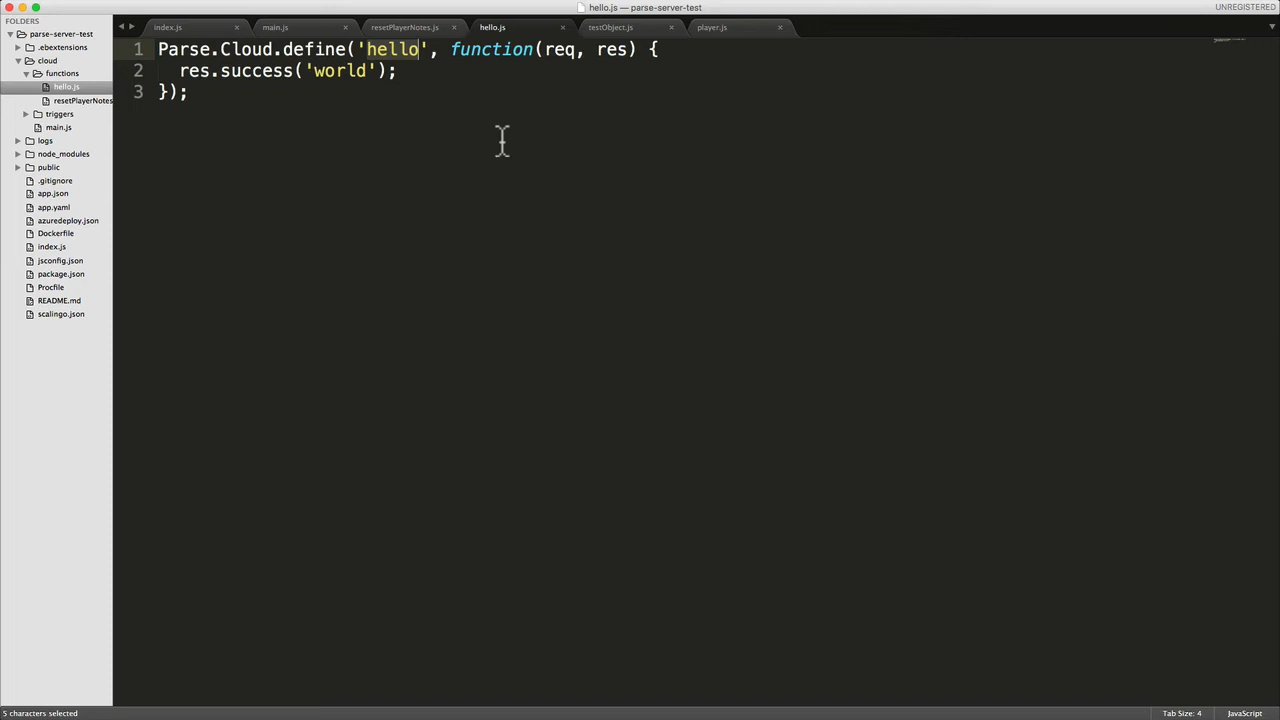 hello.js — parse-server-test
UNREGISTERED
FOLDERS
parse-server-test
.ebextensions
cloud
functions
hello.js
resetPlayerNotes
triggers
main.js
logs
node_modules
public
.gitignore
app.json
app.yaml
azuredeploy.json
Dockerfile
index.js
jsconfig.json
package.json
Procfile
README.md
scalingo.json
index.js × main.js × resetPlayerNotes.js × hello.js × testObject.js × player.js ×
1 Parse.Cloud.define('hello', function(req, res) {
2   res.success('world');
3 });
5 characters selected
Tab Size: 4
JavaScript